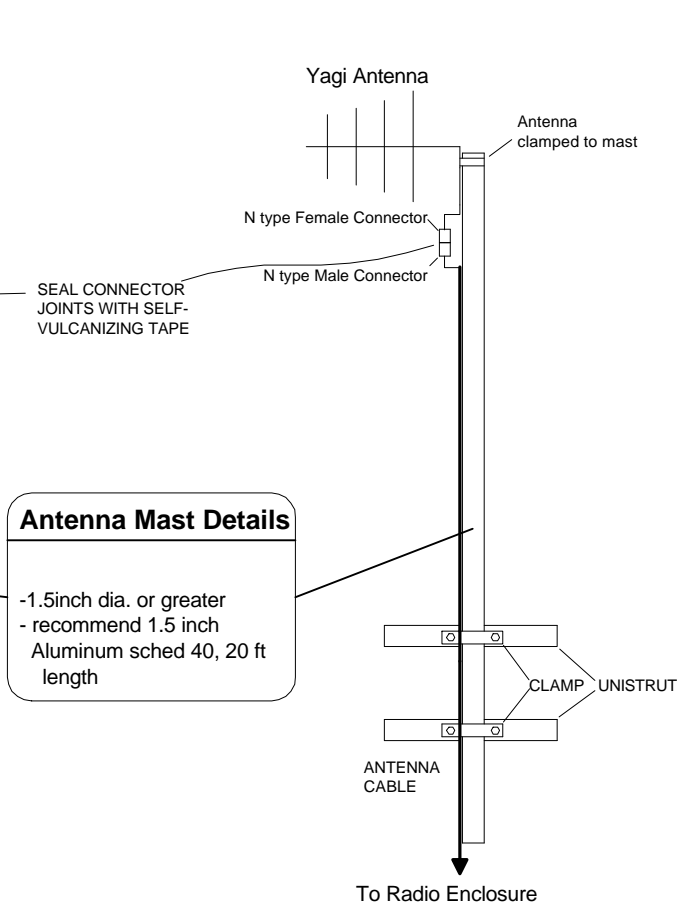 Yagi Antenna
Antenna
clamped to mast
N type Female Connector
N type Male Connector
SEAL CONNECTOR
JOINTS WITH SELF-
VULCANIZING TAPE
Antenna Mast Details
-1.5inch dia. or greater
- recommend 1.5 inch
Aluminum sched 40, 20 ft
length
CLAMP
UNISTRUT
ANTENNA
CABLE
To Radio Enclosure